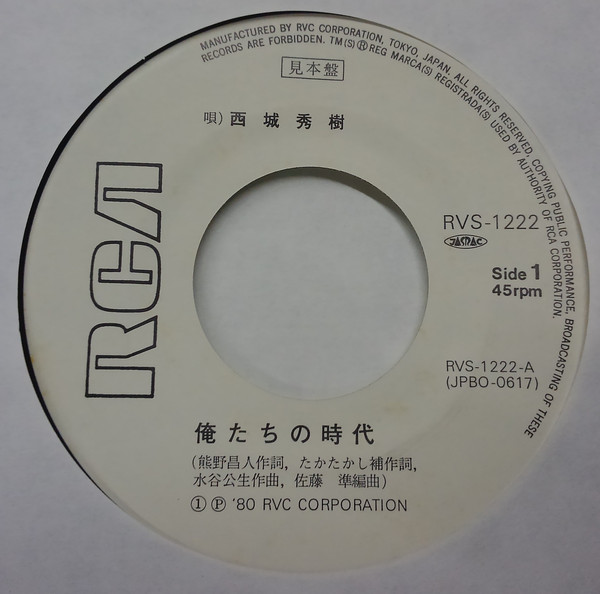 MANUFACTURED BY RVC CORPORATION, TOKYO, JAPAN. ALL RIGHTS RESERVED, COPYING PUBLIC PERFORMANCE, BROADCASTING OF THESE
RECORDS ARE FORBIDDEN. TM(S) ® REG MARCA(S) REGISTRADA(S) USED BY AUTHORITY OF RCA CORPORATION.
見本盤
唄) 西城秀樹
RCA
RVS-1222
JASRAC
Side 1
45rpm
RVS-1222-A
(JPBO-0617)
俺たちの時代
(熊野昌人作詞, たかたかし補作詞,
水谷公生作曲, 佐藤 準編曲)
① Ⓟ '80 RVC CORPORATION